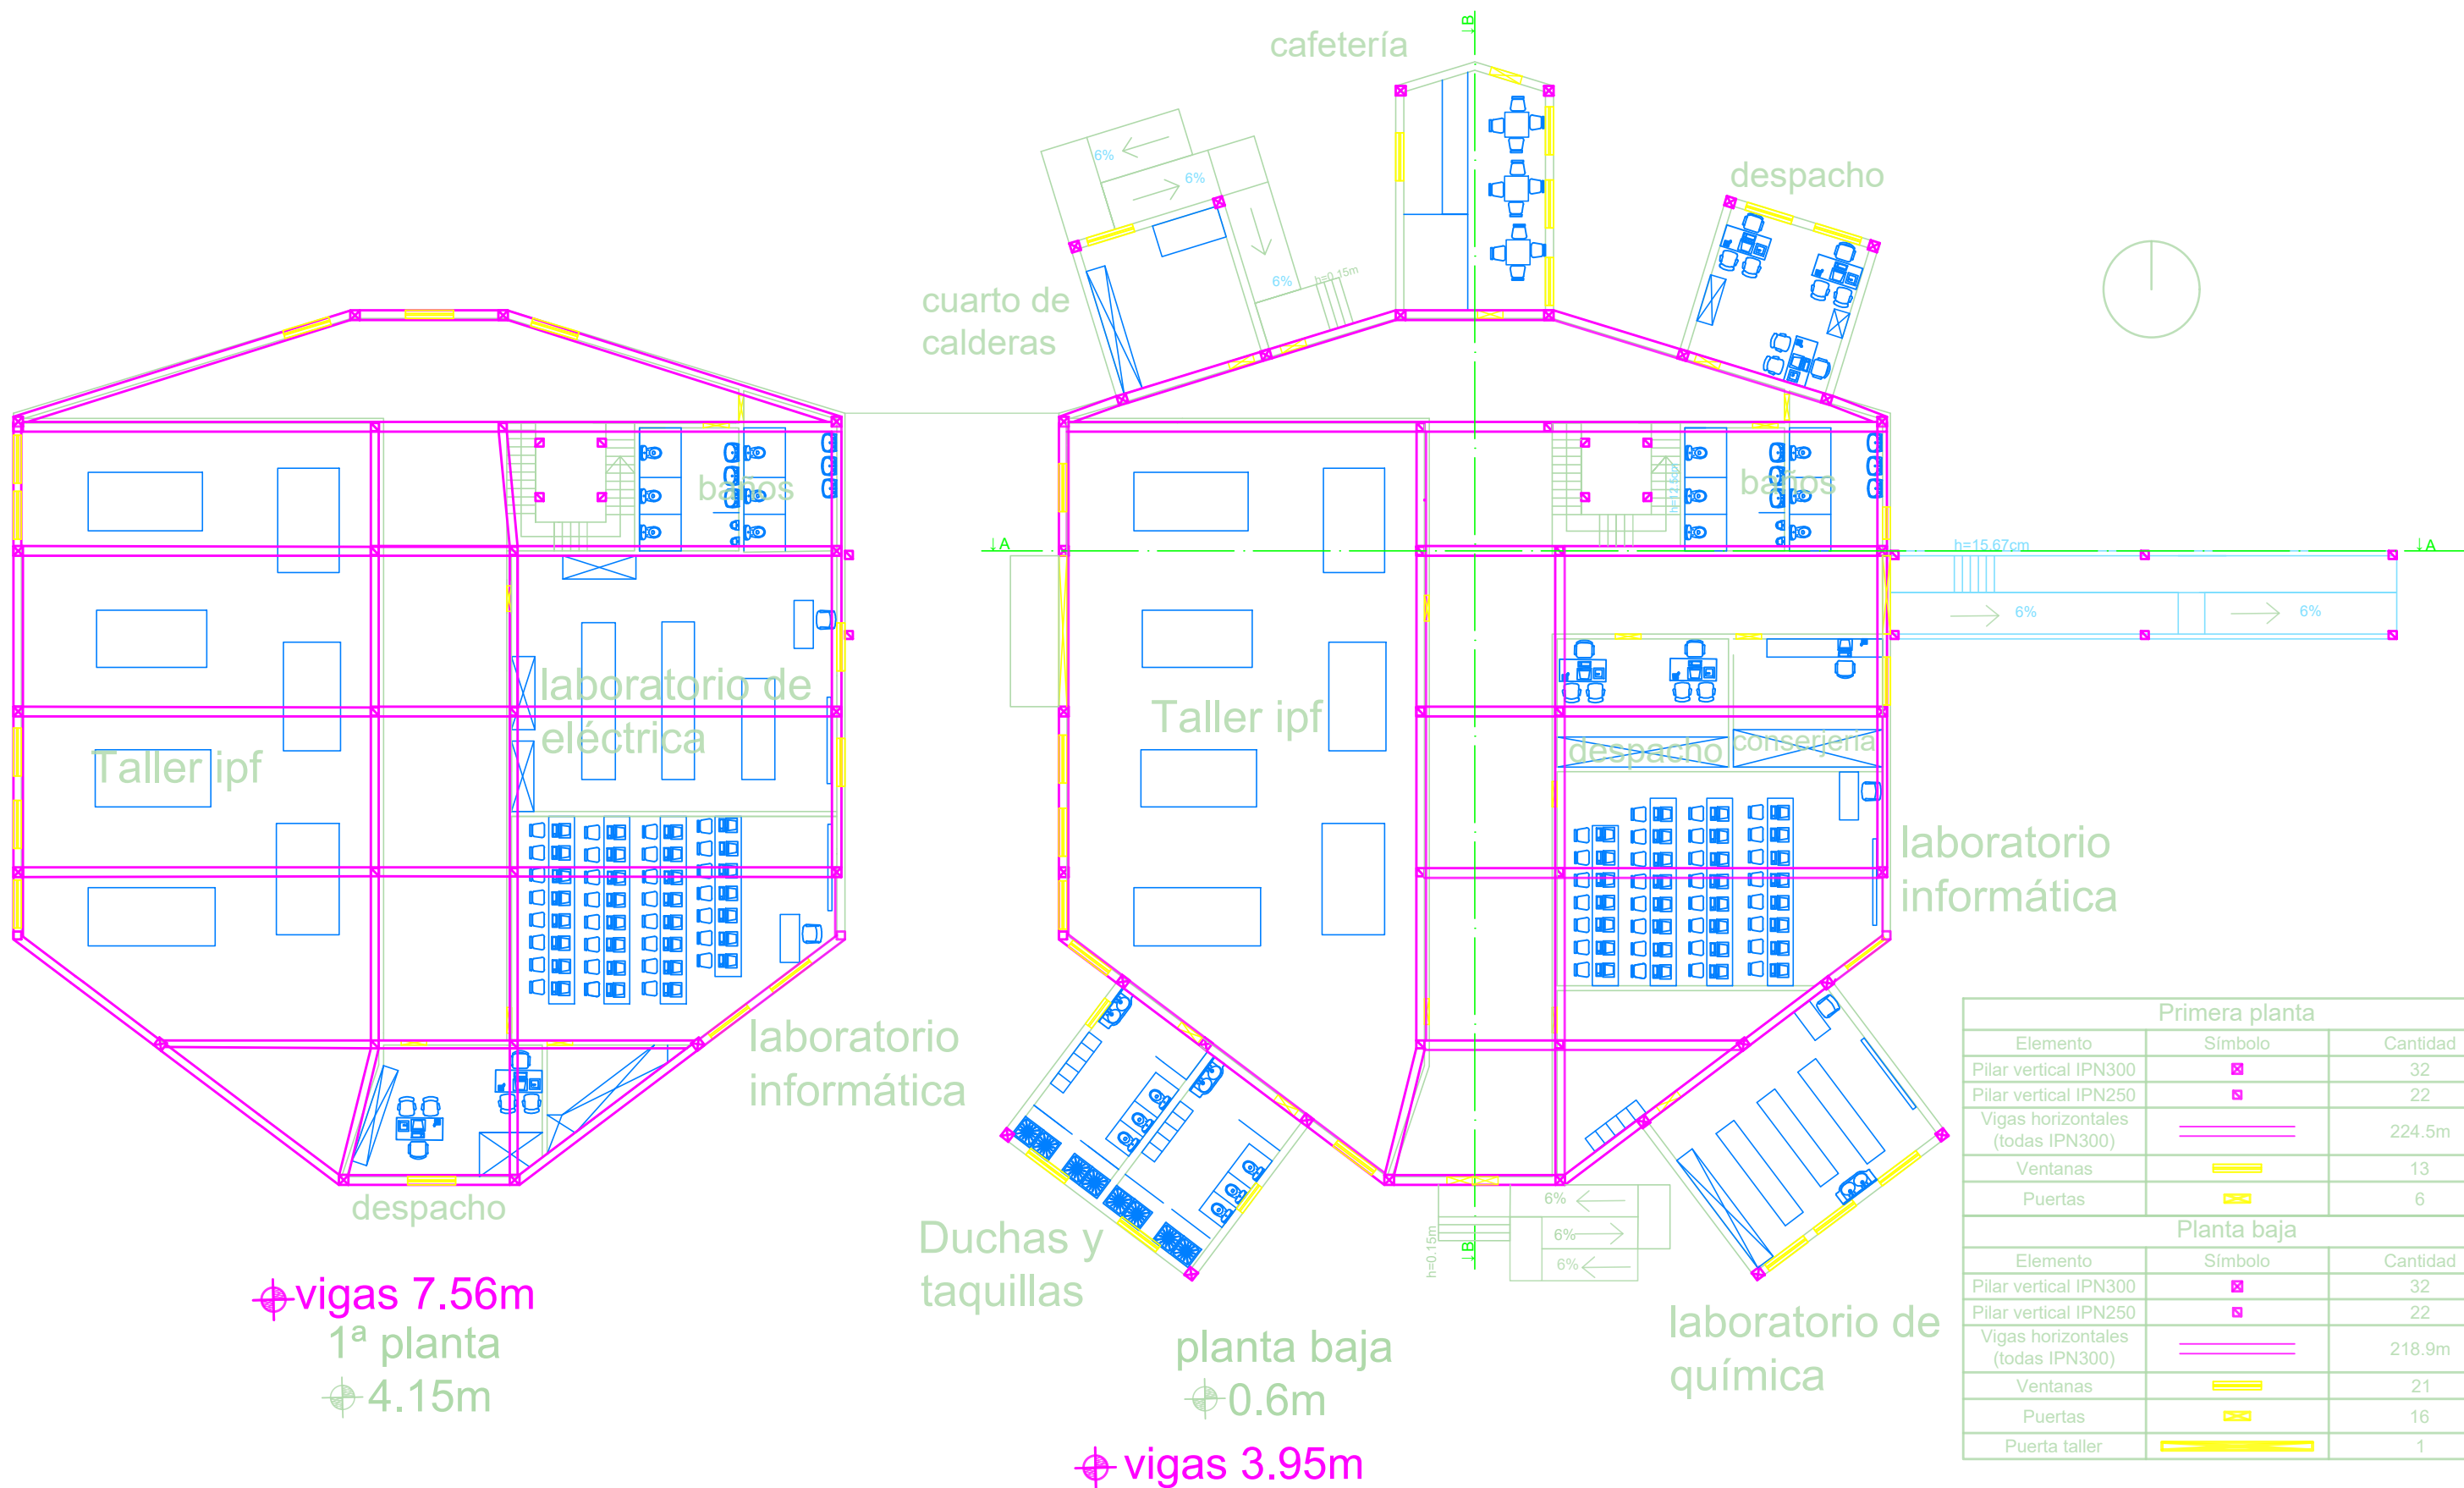 B
cafetería
6%
6%
despacho
h=0.15m
6%
cuarto de
calderas
baños
baños
h=12.5cm
A
h=15.67cm
A
6%
6%
laboratorio de
eléctrica
Taller ipf
Taller ipf
despacho
conserjería
laboratorio
informática
laboratorio
informática
despacho
Duchas y
taquillas
h=0.15m
6%
6%
6%
B
laboratorio de
química
vigas 7.56m
1ª planta
4.15m
planta baja
0.6m
vigas 3.95m
Primera planta
Elemento Símbolo Cantidad
Pilar vertical IPN300 32
Pilar vertical IPN250 22
Vigas horizontales
(todas IPN300) 224.5m
Ventanas 13
Puertas 6
Planta baja
Elemento Símbolo Cantidad
Pilar vertical IPN300 32
Pilar vertical IPN250 22
Vigas horizontales
(todas IPN300) 218.9m
Ventanas 21
Puertas 16
Puerta taller 1